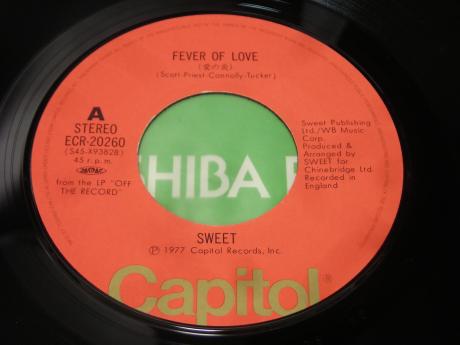 FEVER OF LOVE
(愛の炎)
(Scott-Priest-Connolly-Tucker)
A
STEREO
ECR-20260
(S45-X93828)
45 r.p.m.
from the LP "OFF
THE RECORD"
Sweet Publishing
Ltd./WB Music
Corp.
Produced &
Arranged by
SWEET for
Chinebridge Ltd.
Recorded in
England
SHIBA
SWEET
Ⓟ 1977 Capitol Records, Inc.
Capitol®